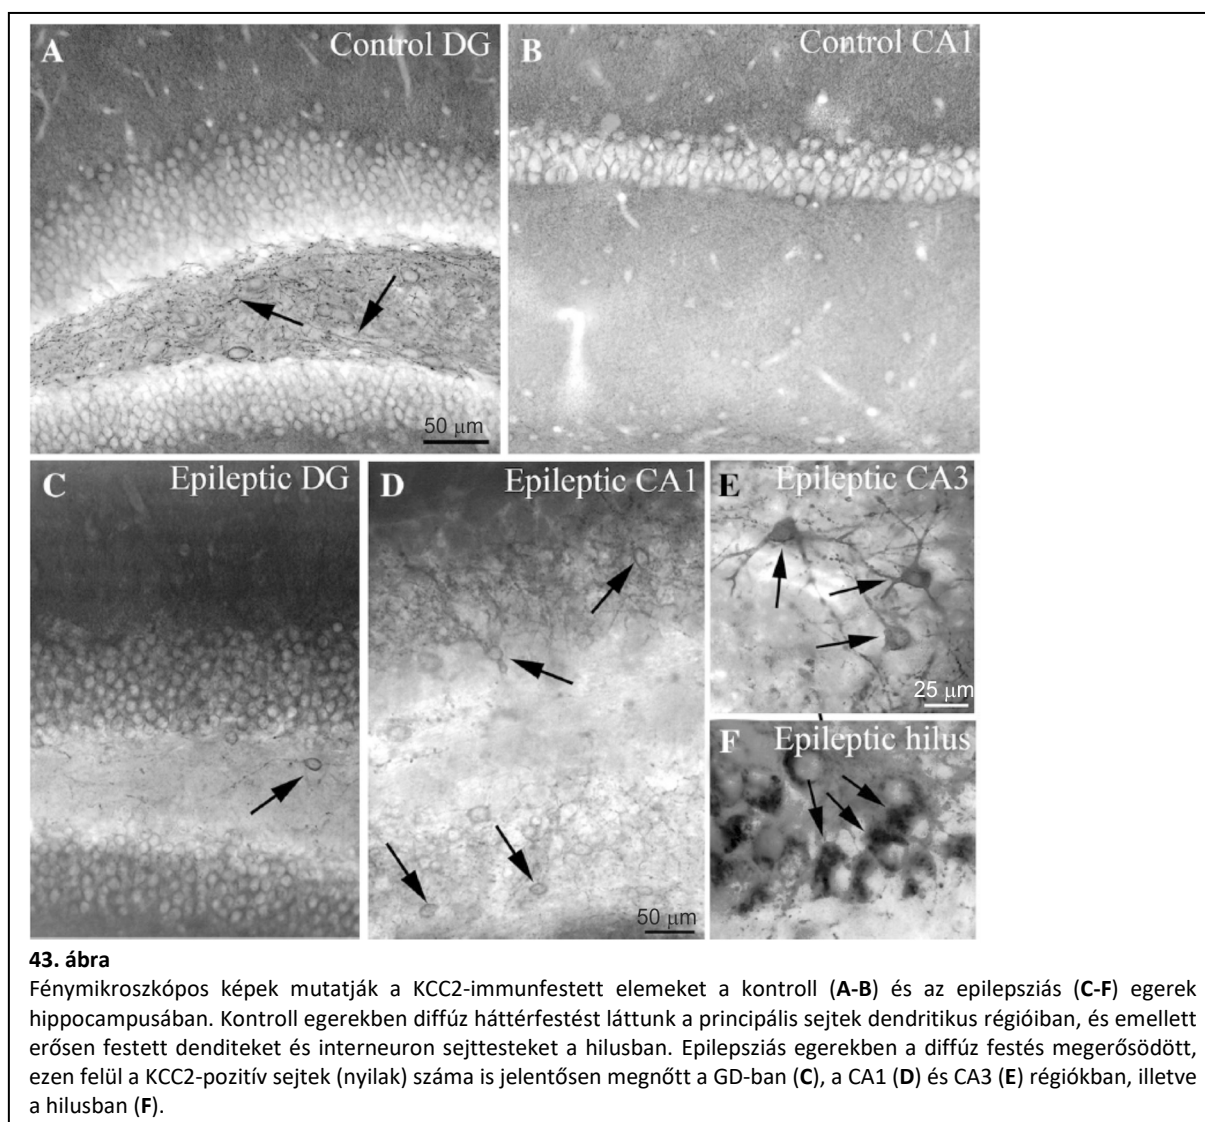 A Control DG
B Control CA1
50 μm
C Epileptic DG
D Epileptic CA1
E Epileptic CA3
25 μm
F Epileptic hilus
50 μm
43. ábra
Fénymikroszkópos képek mutatják a KCC2-immunfestett elemeket a kontroll (A-B) és az epilepsziás (C-F) egerek
hippocampusában. Kontroll egerekben diffúz háttérfestést láttunk a principális sejtek dendritikus régióiban, és emellett
erősen festett denditeket és interneuron sejttesteket a hilusban. Epilepsziás egerekben a diffúz festés megerősödött,
ezen felül a KCC2-pozitív sejtek (nyilak) száma is jelentősen megnőtt a GD-ban (C), a CA1 (D) és CA3 (E) régiókban, illetve
a hilusban (F).